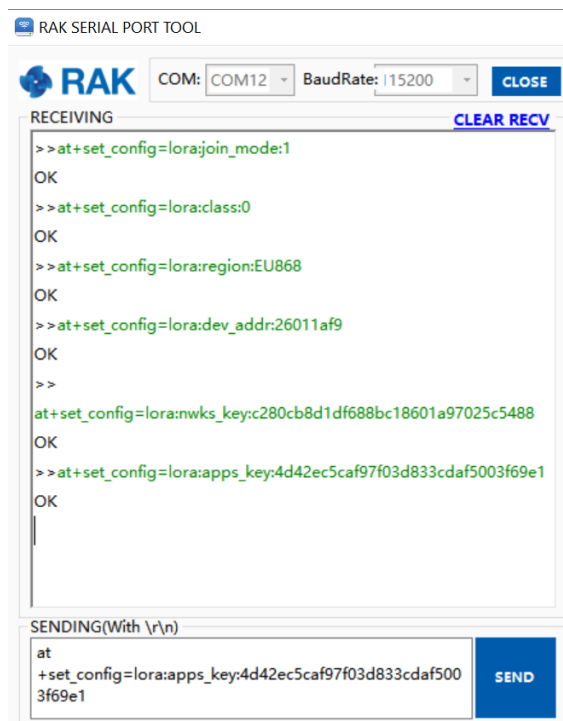 RAK SERIAL PORT TOOL
RAK COM: COM12 BaudRate: 115200 CLOSE
RECEIVING CLEAR RECV
>>at+set_config=lora:join_mode:1
OK
>>at+set_config=lora:class:0
OK
>>at+set_config=lora:region:EU868
OK
>>at+set_config=lora:dev_addr:26011af9
OK
>>
at+set_config=lora:nwks_key:c280cb8d1df688bc18601a97025c5488
OK
>>at+set_config=lora:apps_key:4d42ec5caf97f03d833cdaf5003f69e1
OK
SENDING(With \r\n)
at
+set_config=lora:apps_key:4d42ec5caf97f03d833cdaf500
3f69e1
SEND